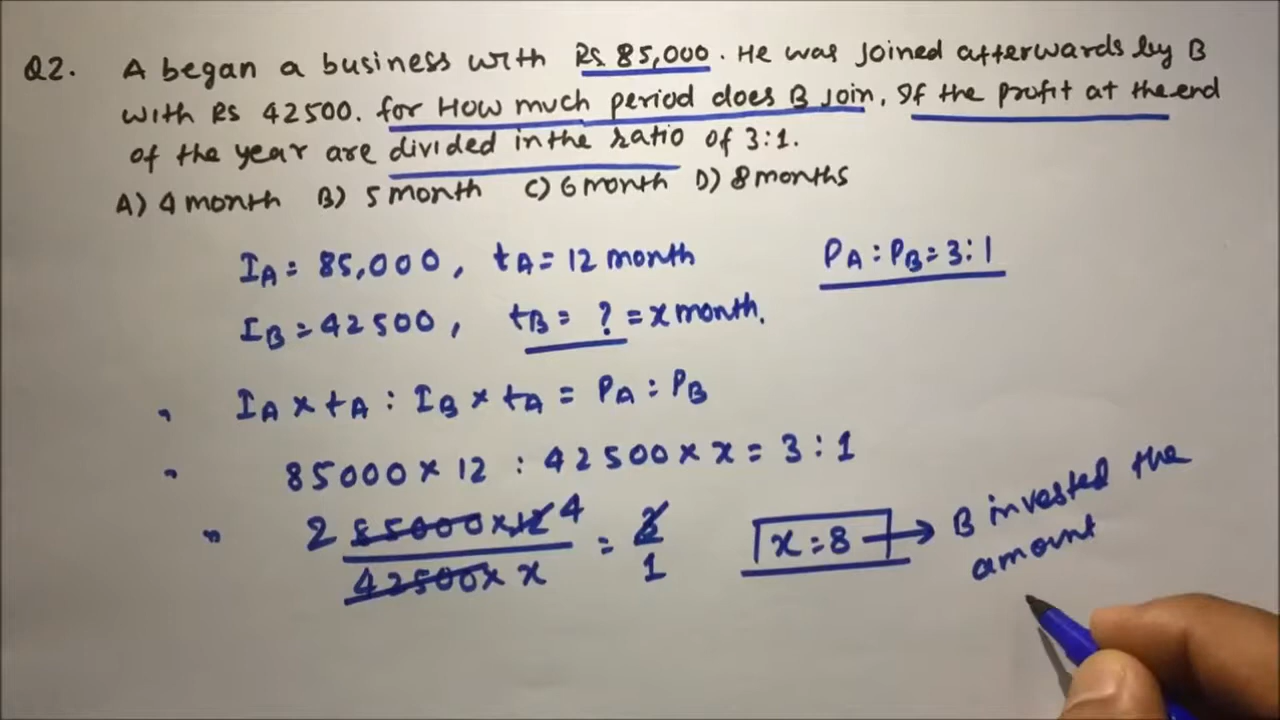 Q2. A began a business with Rs 85,000. He was Joined afterwards by B
with Rs 42500. for How much period does B Join, If the profit at the end
of the year are divided in the ratio of 3:1.
A) 4 month B) 5 month C) 6 month D) 8 months
IA = 85,000, tA = 12 month PA : PB = 3:1
IB = 42500, tB = ? = x month.
IA × tA : IB × tA = PA : PB
85000 × 12 : 42500 × x = 3 : 1
2 85000 × 12 4 = 3
42500 × x 1
x = 8 → B invested the
amount